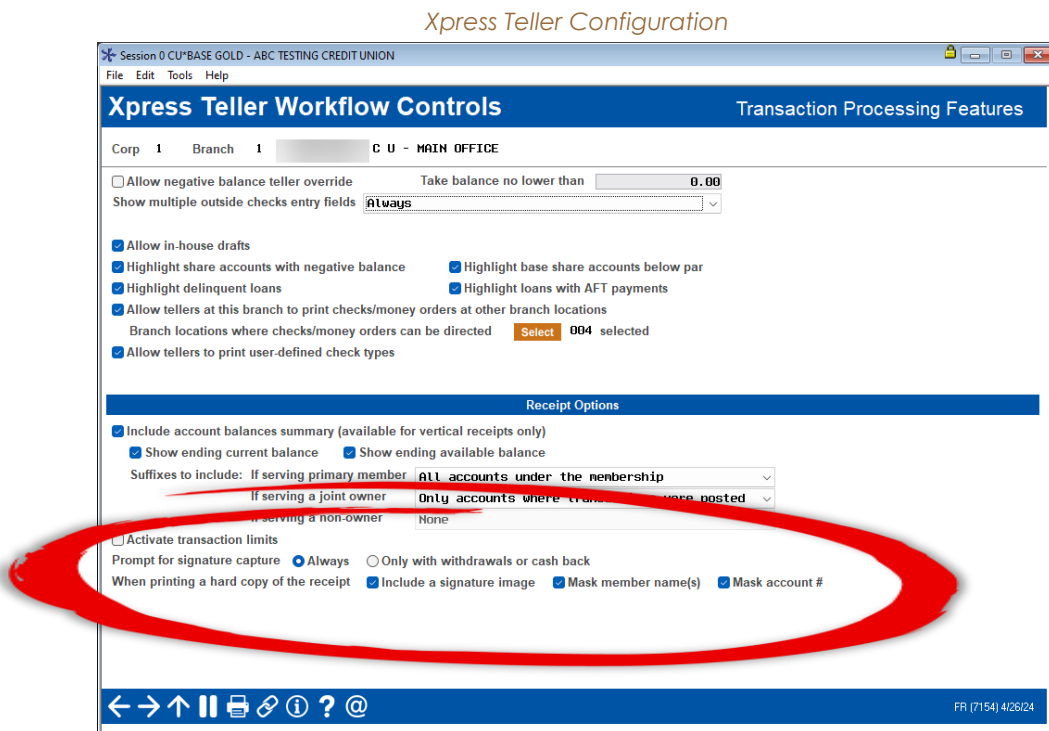 Xpress Teller Configuration
Session 0 CU*BASE GOLD - ABC TESTING CREDIT UNION
File Edit Tools Help
Xpress Teller Workflow Controls Transaction Processing Features
Corp 1 Branch 1 C U - MAIN OFFICE
Allow negative balance teller override Take balance no lower than 0.00
Show multiple outside checks entry fields Always
Allow in-house drafts
Highlight share accounts with negative balance Highlight base share accounts below par
Highlight delinquent loans Highlight loans with AFT payments
Allow tellers at this branch to print checks/money orders at other branch locations
Branch locations where checks/money orders can be directed Select 004 selected
Allow tellers to print user-defined check types
Receipt Options
Include account balances summary (available for vertical receipts only)
Show ending current balance Show ending available balance
Suffixes to include: If serving primary member All accounts under the membership
If serving a joint owner Only accounts where transactions were posted
If serving a non-owner None
Activate transaction limits
Prompt for signature capture Always Only with withdrawals or cash back
When printing a hard copy of the receipt Include a signature image Mask member name(s) Mask account #
FR (7154) 4/26/24